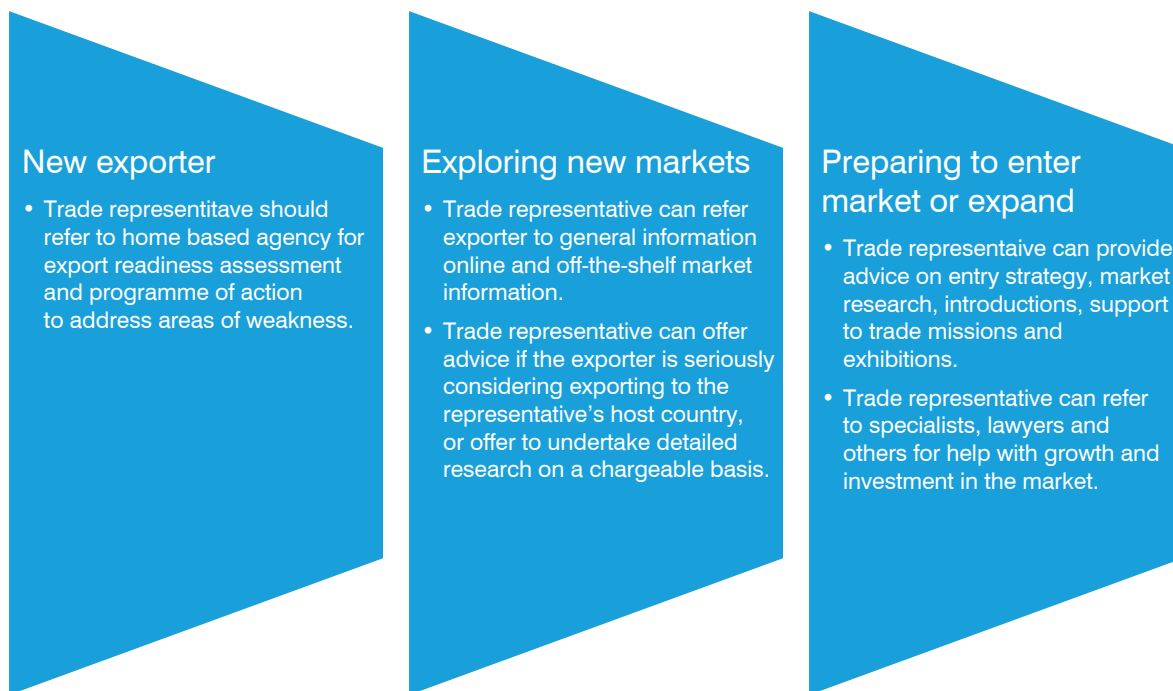 New exporter
• Trade representitave should
refer to home based agency for
export readiness assessment
and programme of action
to address areas of weakness.
Exploring new markets
• Trade representative can refer
exporter to general information
online and off-the-shelf market
information.
• Trade representative can offer
advice if the exporter is seriously
considering exporting to the
representative’s host country,
or offer to undertake detailed
research on a chargeable basis.
Preparing to enter
market or expand
• Trade representaive can provide
advice on entry strategy, market
research, introductions, support
to trade missions and
exhibitions.
• Trade representative can refer
to specialists, lawyers and
others for help with growth and
investment in the market.